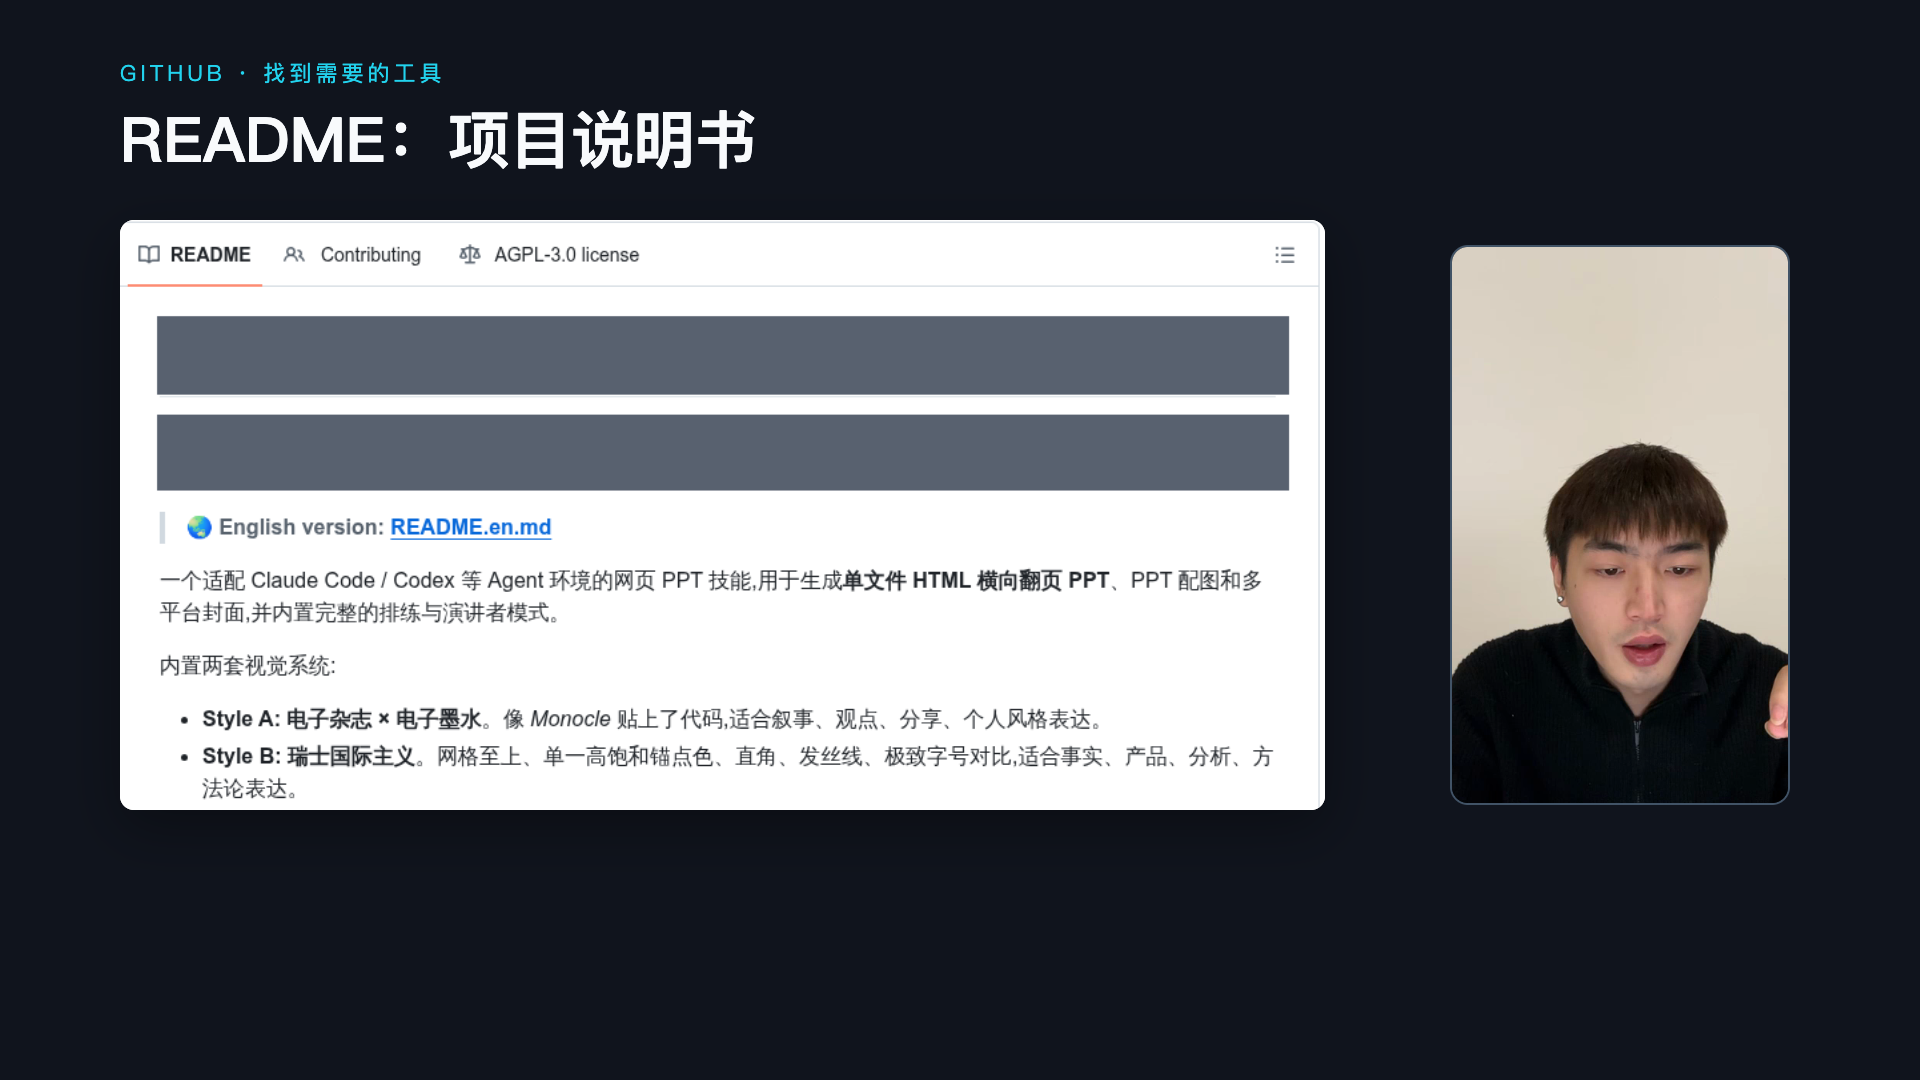 GITHUB · 找到需要的工具
README：项目说明书
README Contributing AGPL-3.0 license
English version: README.en.md
一个适配 Claude Code / Codex 等 Agent 环境的网页 PPT 技能,用于生成单文件 HTML 横向翻页 PPT、PPT 配图和多
平台封面,并内置完整的排练与演讲者模式。
内置两套视觉系统:
• Style A: 电子杂志 × 电子墨水。像 Monocle 贴上了代码,适合叙事、观点、分享、个人风格表达。
• Style B: 瑞士国际主义。网格至上、单一高饱和锚点色、直角、发丝线、极致字号对比,适合事实、产品、分析、方
法论表达。